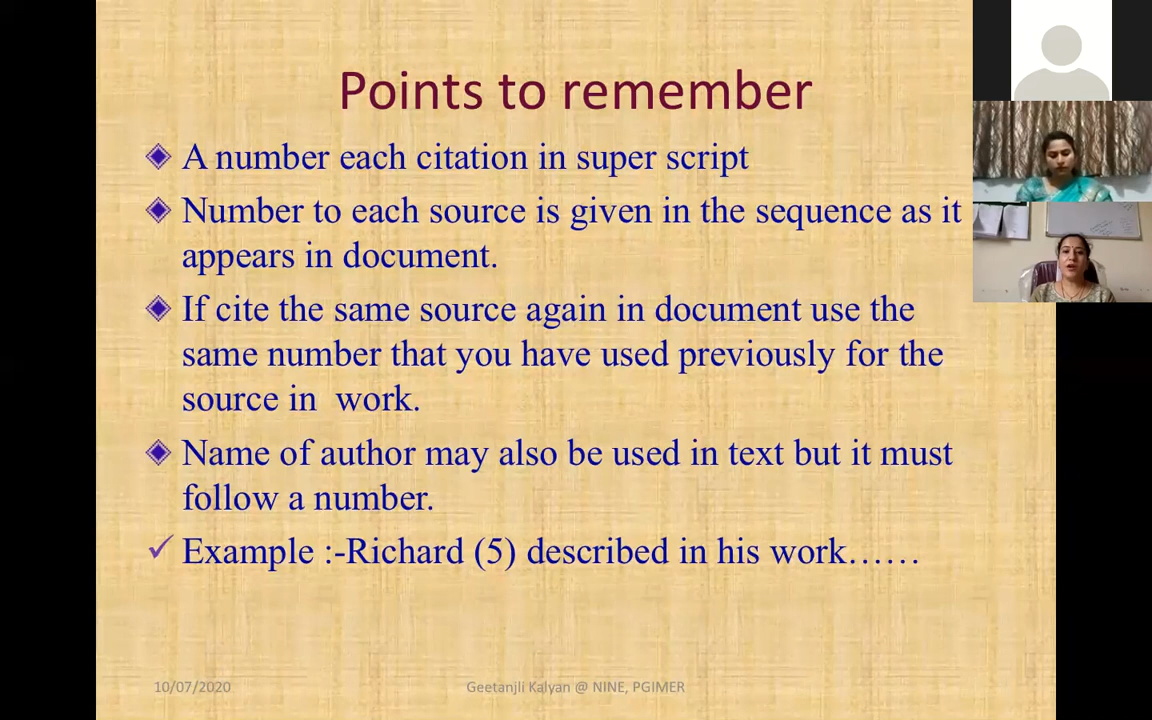 Points to remember
A number each citation in super script
Number to each source is given in the sequence as it
appears in document.
If cite the same source again in document use the
same number that you have used previously for the
source in  work.
Name of author may also be used in text but it must
follow a number.
Example :-Richard (5) described in his work……
10/07/2020
Geetanjli Kalyan @ NINE, PGIMER